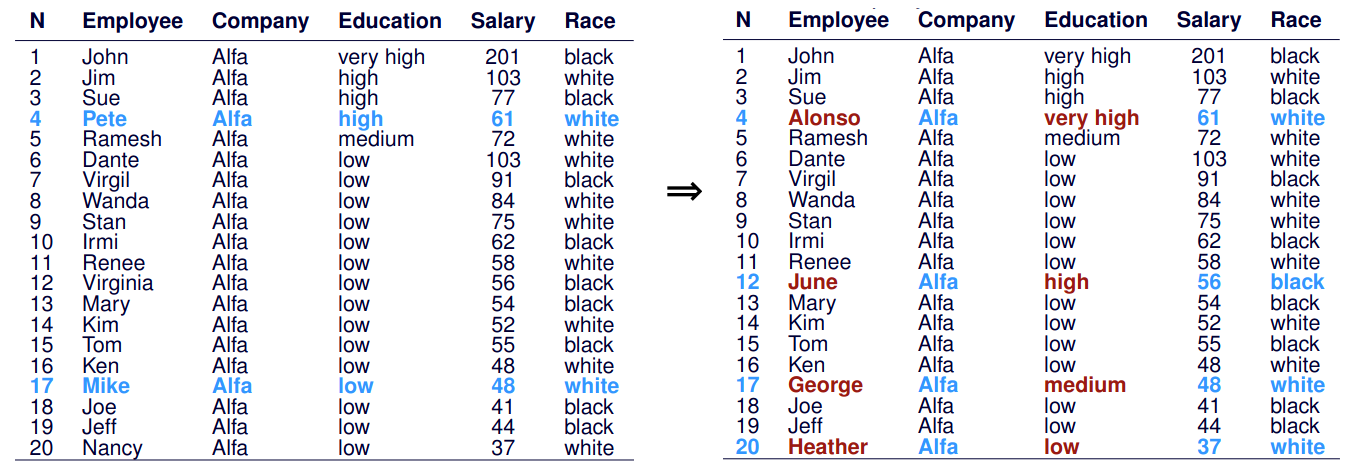 N Employee Company Education Salary Race N Employee Company Education Salary Race
1 John Alfa very high 201 black 1 John Alfa very high 201 black
2 Jim Alfa high 103 white 2 Jim Alfa high 103 white
3 Sue Alfa high 77 black 3 Sue Alfa high 77 black
4 Pete Alfa high 61 white 4 Alonso Alfa very high 61 white
5 Ramesh Alfa medium 72 white 5 Ramesh Alfa medium 72 white
6 Dante Alfa low 103 white 6 Dante Alfa low 103 white
7 Virgil Alfa low 91 black 7 Virgil Alfa low 91 black
⇒
8 Wanda Alfa low 84 white 8 Wanda Alfa low 84 white
9 Stan Alfa low 75 white 9 Stan Alfa low 75 white
10 Irmi Alfa low 62 black 10 Irmi Alfa low 62 black
11 Renee Alfa low 58 white 11 Renee Alfa low 58 white
12 Virginia Alfa low 56 black 12 June Alfa high 56 black
13 Mary Alfa low 54 black 13 Mary Alfa low 54 black
14 Kim Alfa low 52 white 14 Kim Alfa low 52 white
15 Tom Alfa low 55 black 15 Tom Alfa low 55 black
16 Ken Alfa low 48 white 16 Ken Alfa low 48 white
17 Mike Alfa low 48 white 17 George Alfa medium 48 white
18 Joe Alfa low 41 black 18 Joe Alfa low 41 black
19 Jeff Alfa low 44 black 19 Jeff Alfa low 44 black
20 Nancy Alfa low 37 white 20 Heather Alfa low 37 white